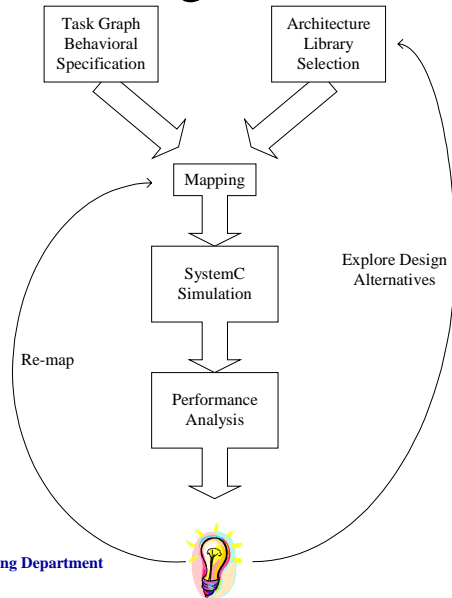 Task Graph
Behavioral
Specification
Architecture
Library
Selection
Mapping
SystemC
Simulation
Explore Design
Alternatives
Re-map
Performance
Analysis
ng Department